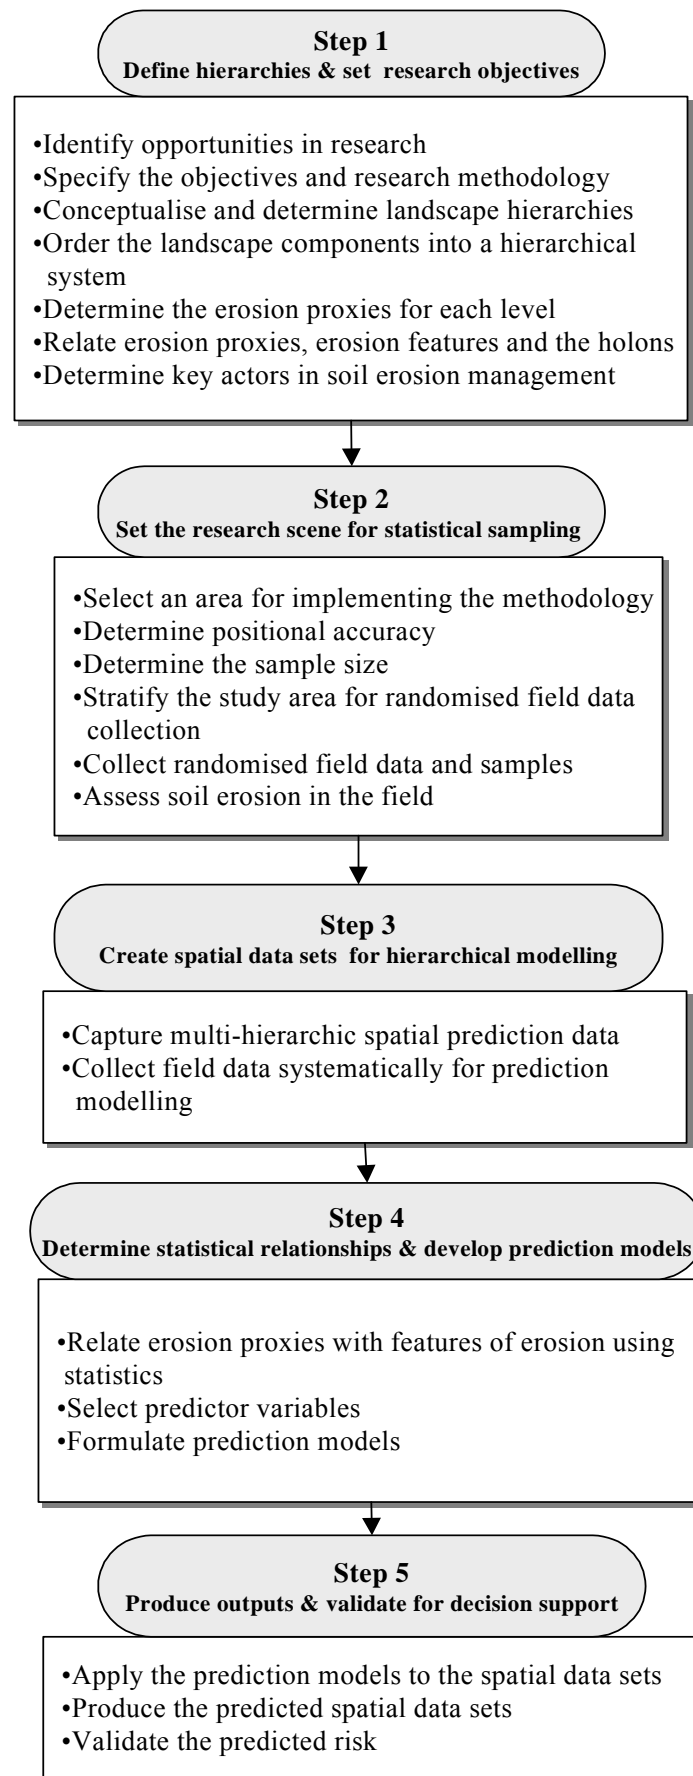 Step 1
Define hierarchies & set research objectives
•Identify opportunities in research
•Specify the objectives and research methodology
•Conceptualise and determine landscape hierarchies
•Order the landscape components into a hierarchical
system
•Determine the erosion proxies for each level
•Relate erosion proxies, erosion features and the holons
•Determine key actors in soil erosion management
Step 2
Set the research scene for statistical sampling
•Select an area for implementing the methodology
•Determine positional accuracy
•Determine the sample size
•Stratify the study area for randomised field data
collection
•Collect randomised field data and samples
•Assess soil erosion in the field
Step 3
Create spatial data sets for hierarchical modelling
•Capture multi-hierarchic spatial prediction data
•Collect field data systematically for prediction
modelling
Step 4
Determine statistical relationships & develop prediction models
•Relate erosion proxies with features of erosion using
statistics
•Select predictor variables
•Formulate prediction models
Step 5
Produce outputs & validate for decision support
•Apply the prediction models to the spatial data sets
•Produce the predicted spatial data sets
•Validate the predicted risk